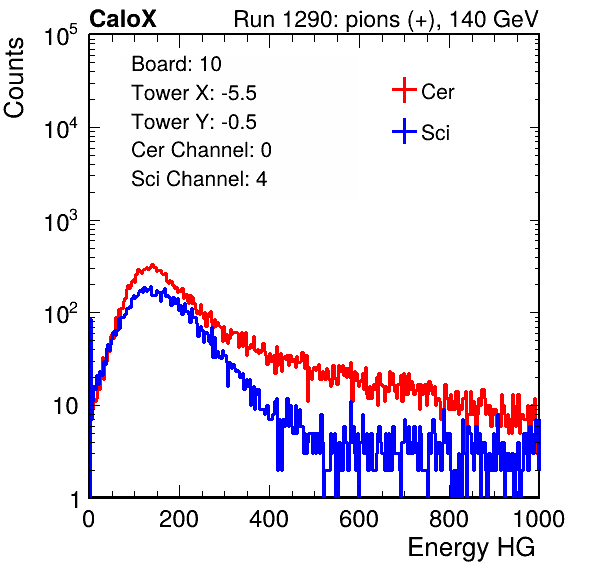 CaloX Run 1290: pions (+), 140 GeV
Counts
10^5
10^4
10^3
10^2
10
1
Board: 10
Tower X: -5.5
Tower Y: -0.5
Cer Channel: 0
Sci Channel: 4
Cer
Sci
0 200 400 600 800 1000
Energy HG